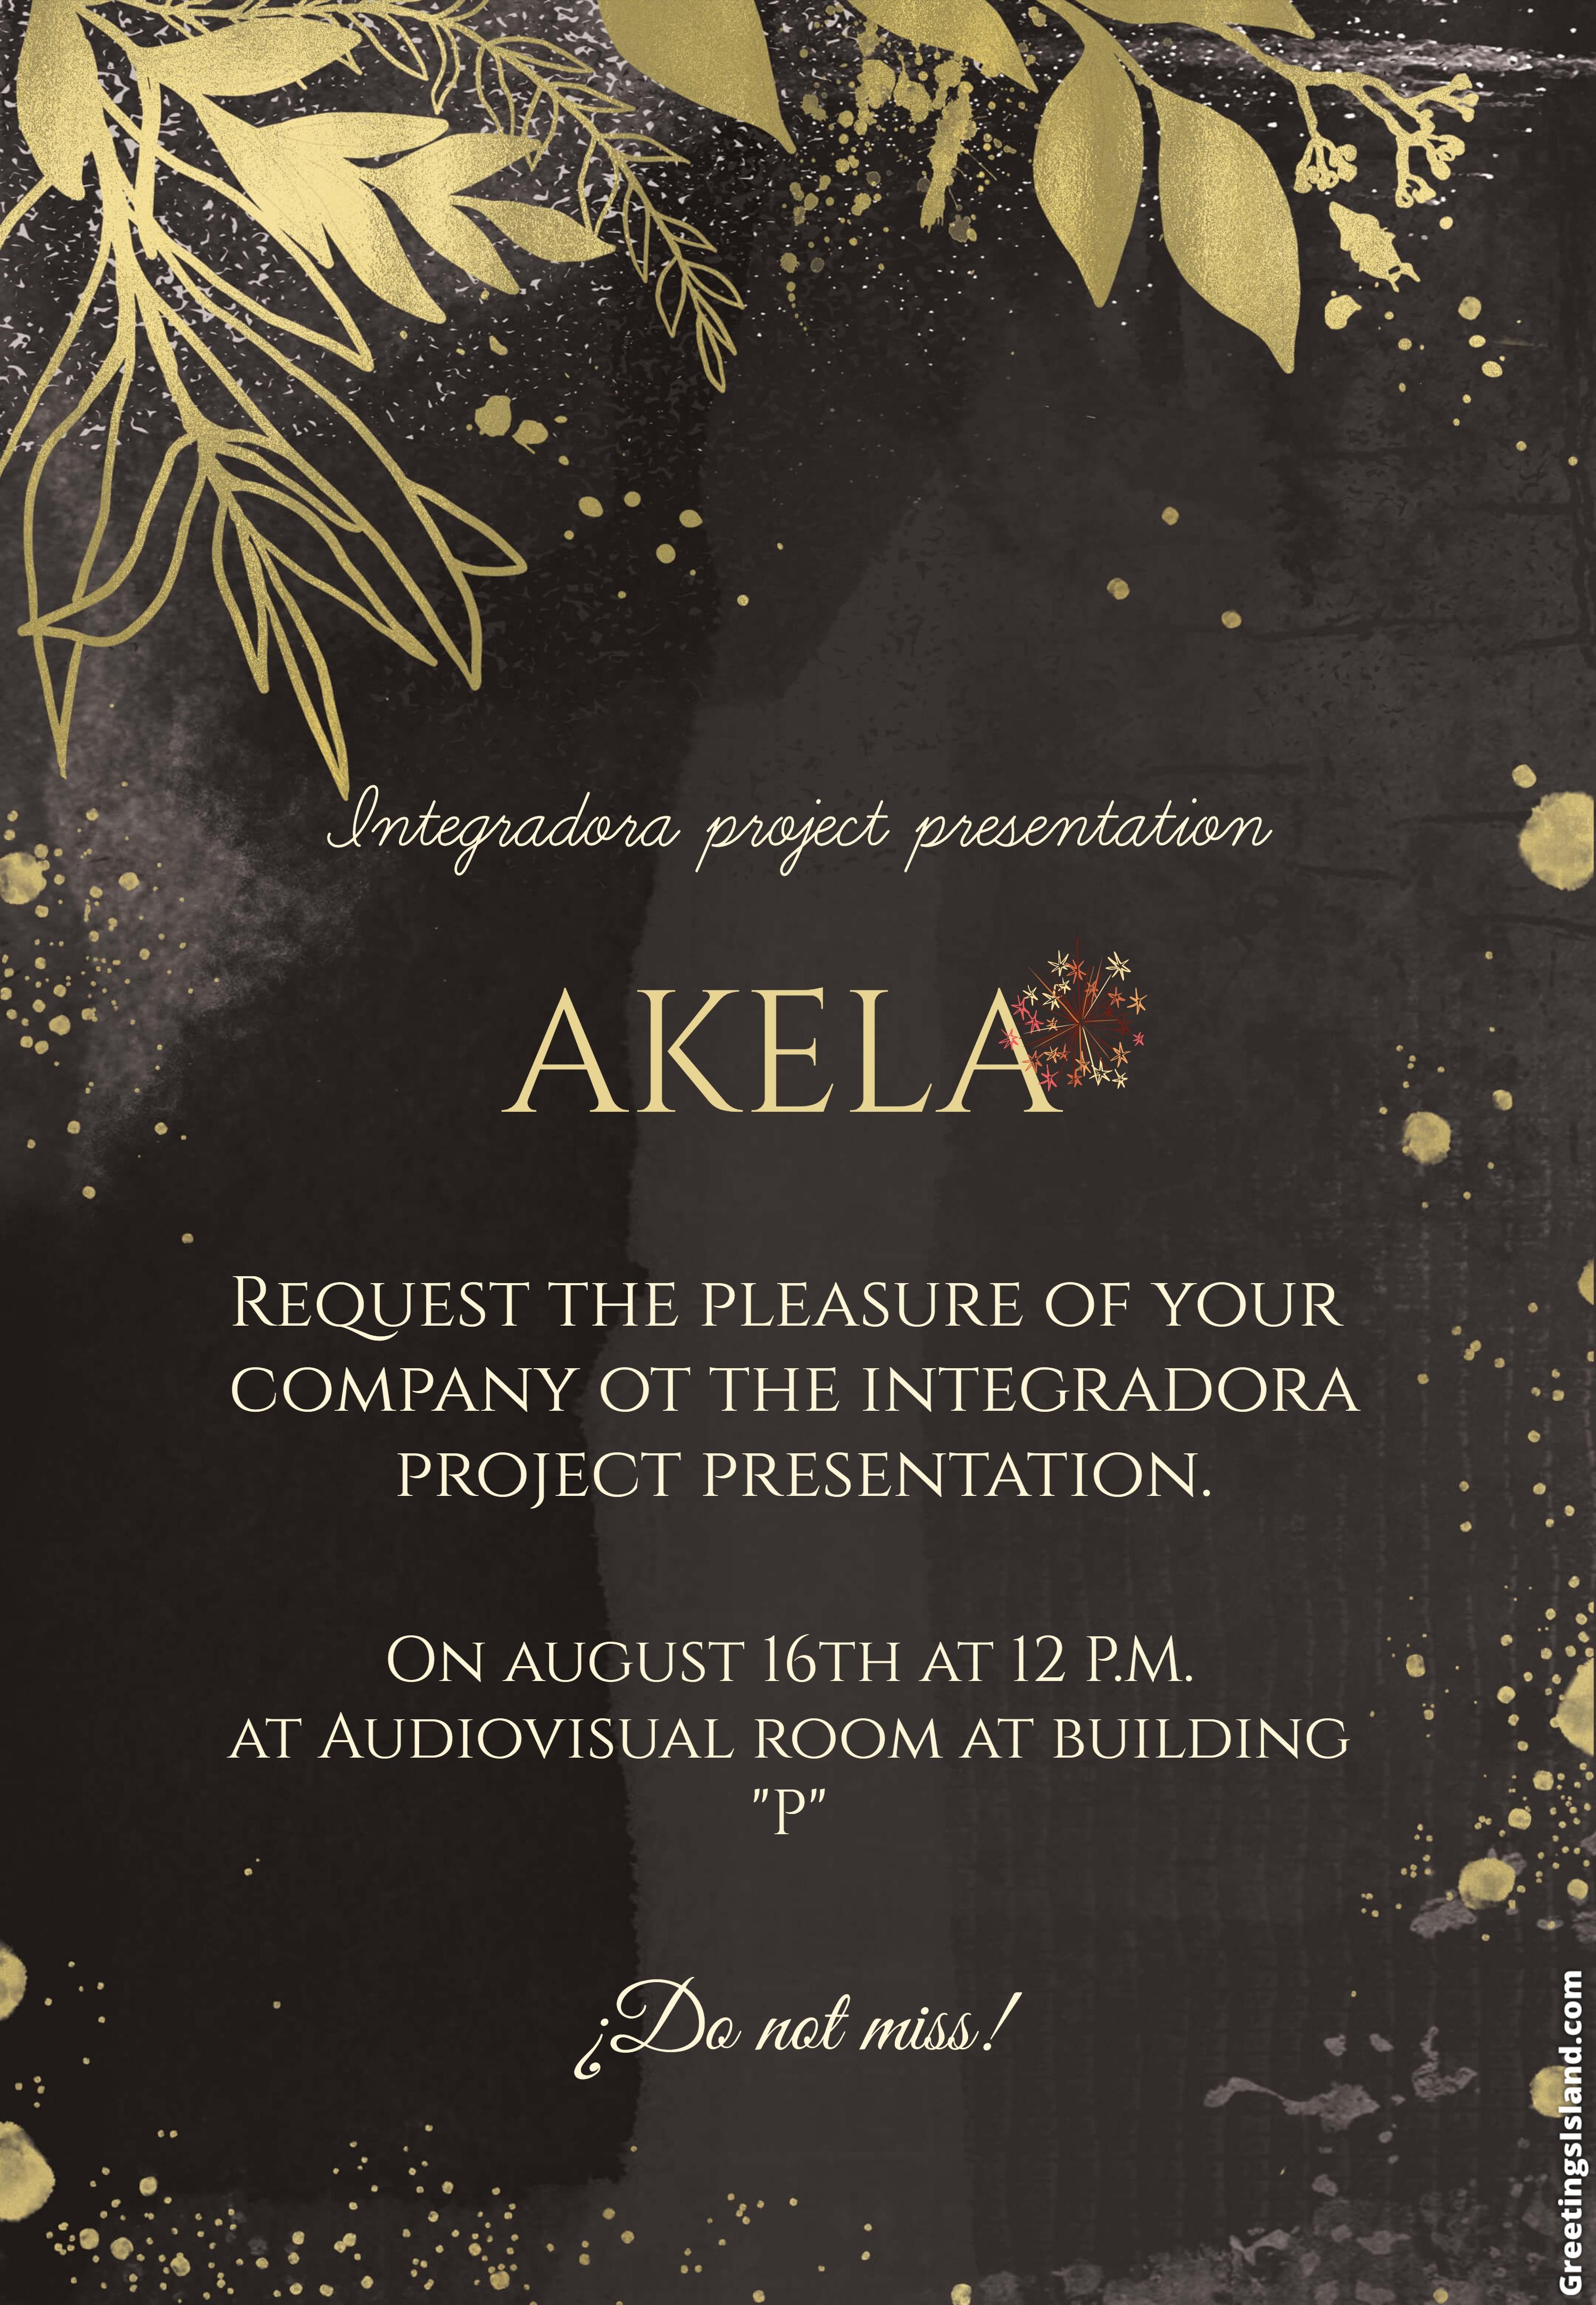 Integradora project presentation
AKELA
Request the pleasure of your
company ot the integradora
project presentation.
On august 16th at 12 p.m.
at Audiovisual room at building
"P"
¡Do not miss!
GreetingsIsland.com